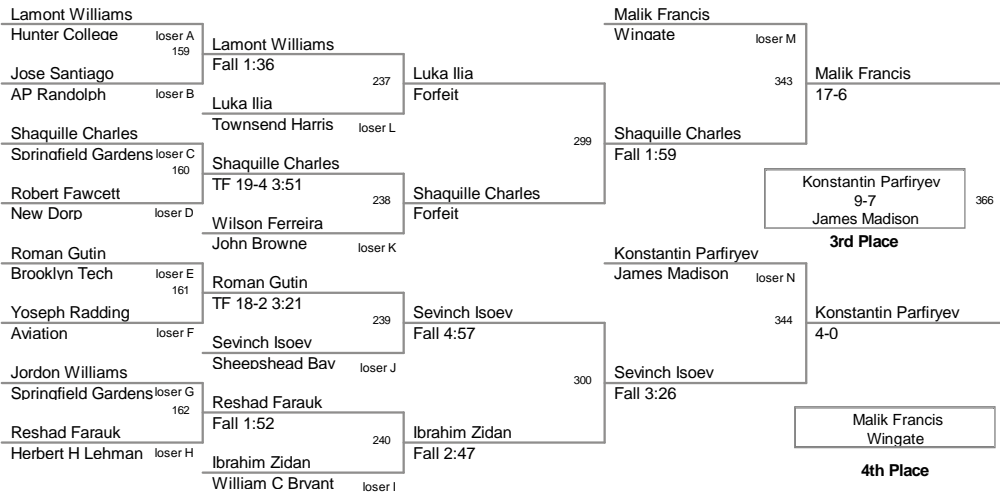 Lamont Williams
Hunter College
loser A
159
Jose Santiago
AP Randolph
loser B
Shaquille Charles
Springfield Gardens
loser C
160
Robert Fawcett
New Dorp
loser D
Roman Gutin
Brooklyn Tech
loser E
161
Yoseph Radding
Aviation
loser F
Jordon Williams
Springfield Gardens
loser G
162
Reshad Farauk
Herbert H Lehman
loser H
Lamont Williams
Fall 1:36
237
Luka Ilia
Townsend Harris
loser L
Shaquille Charles
TF 19-4 3:51
238
Wilson Ferreira
John Browne
loser K
Roman Gutin
TF 18-2 3:21
239
Sevinch Isoev
Sheepshead Bay
loser J
Reshad Farauk
Fall 1:52
240
Ibrahim Zidan
William C Bryant
loser I
Luka Ilia
Forfeit
299
Shaquille Charles
Forfeit
Sevinch Isoev
Fall 4:57
300
Ibrahim Zidan
Fall 2:47
Malik Francis
Wingate
loser M
343
Shaquille Charles
Fall 1:59
Konstantin Parfiryev
James Madison
loser N
344
Sevinch Isoev
Fall 3:26
Malik Francis
17-6
Konstantin Parfiryev
9-7
James Madison
366
3rd Place
Konstantin Parfiryev
4-0
Malik Francis
Wingate
4th Place